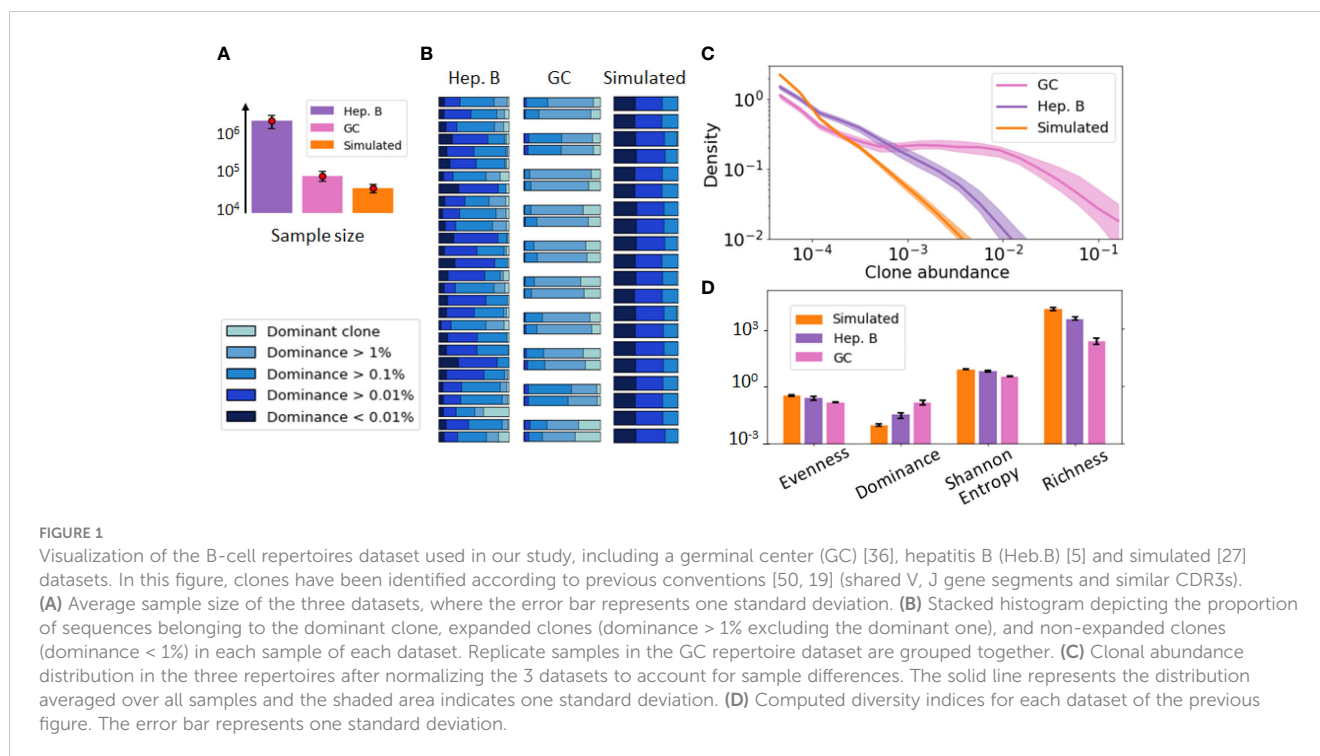 A
10⁶
10⁵
10⁴
Hep. B
GC
Simulated
Sample size
Dominant clone
Dominance > 1%
Dominance > 0.1%
Dominance > 0.01%
Dominance < 0.01%
B
Hep. B GC Simulated
C
Density
10⁰
10⁻¹
10⁻²
GC
Hep. B
Simulated
10⁻⁴ 10⁻³ 10⁻² 10⁻¹
Clone abundance
D
10³
10⁰
10⁻³
Simulated
Hep. B
GC
Evenness
Dominance
Shannon
Entropy
Richness
FIGURE 1
Visualization of the B-cell repertoires dataset used in our study, including a germinal center (GC) [36], hepatitis B (Heb.B) [5] and simulated [27]
datasets. In this figure, clones have been identified according to previous conventions [50, 19] (shared V, J gene segments and similar CDR3s).
(A) Average sample size of the three datasets, where the error bar represents one standard deviation. (B) Stacked histogram depicting the proportion
of sequences belonging to the dominant clone, expanded clones (dominance > 1% excluding the dominant one), and non-expanded clones
(dominance < 1%) in each sample of each dataset. Replicate samples in the GC repertoire dataset are grouped together. (C) Clonal abundance
distribution in the three repertoires after normalizing the 3 datasets to account for sample differences. The solid line represents the distribution
averaged over all samples and the shaded area indicates one standard deviation. (D) Computed diversity indices for each dataset of the previous
figure. The error bar represents one standard deviation.